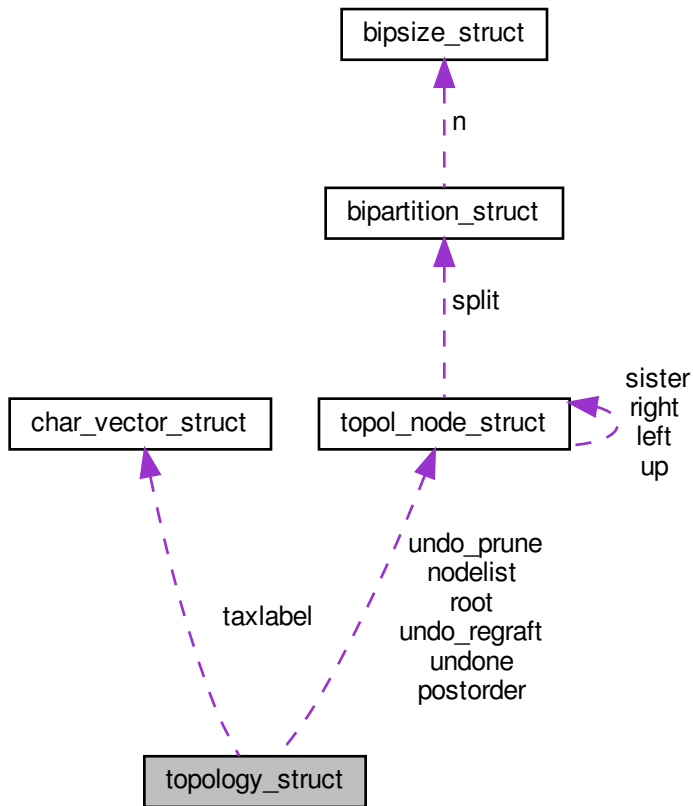 bipsize_struct
n
bipartition_struct
split
sister
right
left
up
char_vector_struct
topol_node_struct
undo_prune
nodelist
root
undo_regraft
undone
postorder
taxlabel
topology_struct